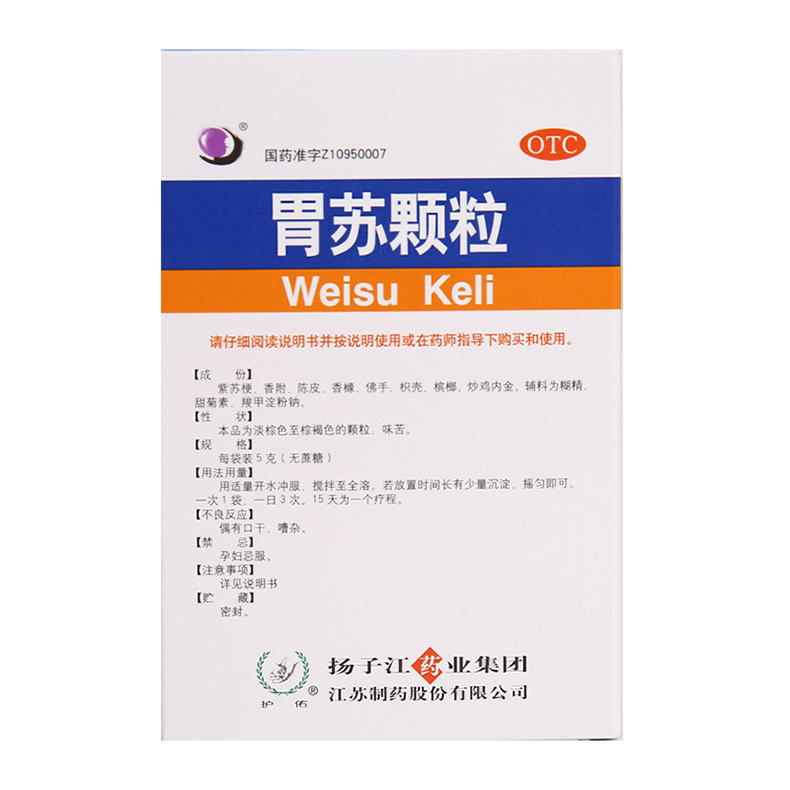 ®
国药准字Z10950007
OTC
胃苏颗粒
Weisu Keli
请仔细阅读说明书并按说明使用或在药师指导下购买和使用。
【成 份】
紫苏梗、香附、陈皮、香橼、佛手、枳壳、槟榔、炒鸡内金。辅料为糊精、
甜菊素、羧甲淀粉钠。
【性 状】
本品为淡棕色至棕褐色的颗粒，味苦。
【规 格】
每袋装5克（无蔗糖）
【用法用量】
用适量开水冲服，搅拌至全溶。若放置时间长有少量沉淀，摇匀即可。
一次1袋，一日3次。15天为一个疗程。
【不良反应】
偶有口干，嘈杂。
【禁 忌】
孕妇忌服。
【注意事项】
详见说明书
【贮 藏】
密封。
护佑®
扬子江药业集团
江苏制药股份有限公司